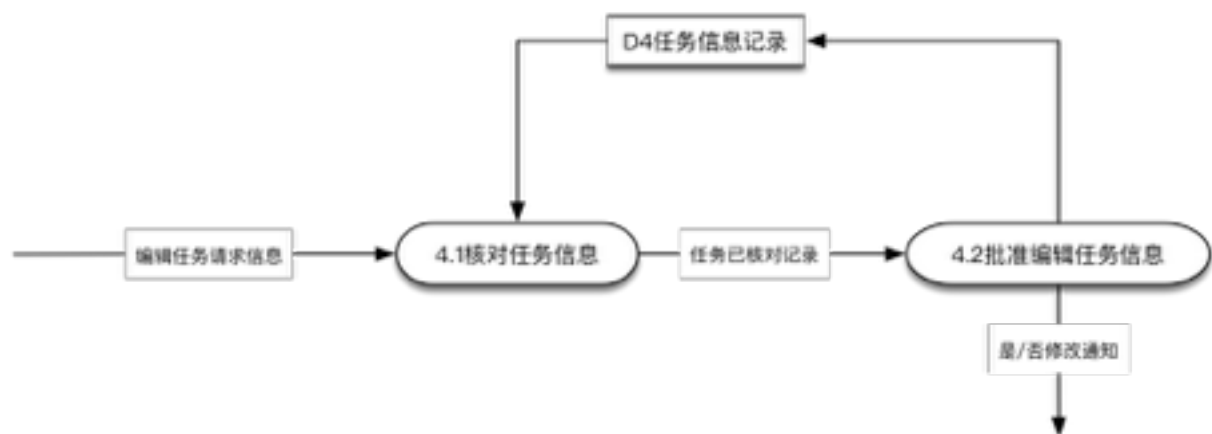 D4任务信息记录
编辑任务请求信息
4.1核对任务信息
任务已核对记录
4.2批准编辑任务信息
是/否修改通知